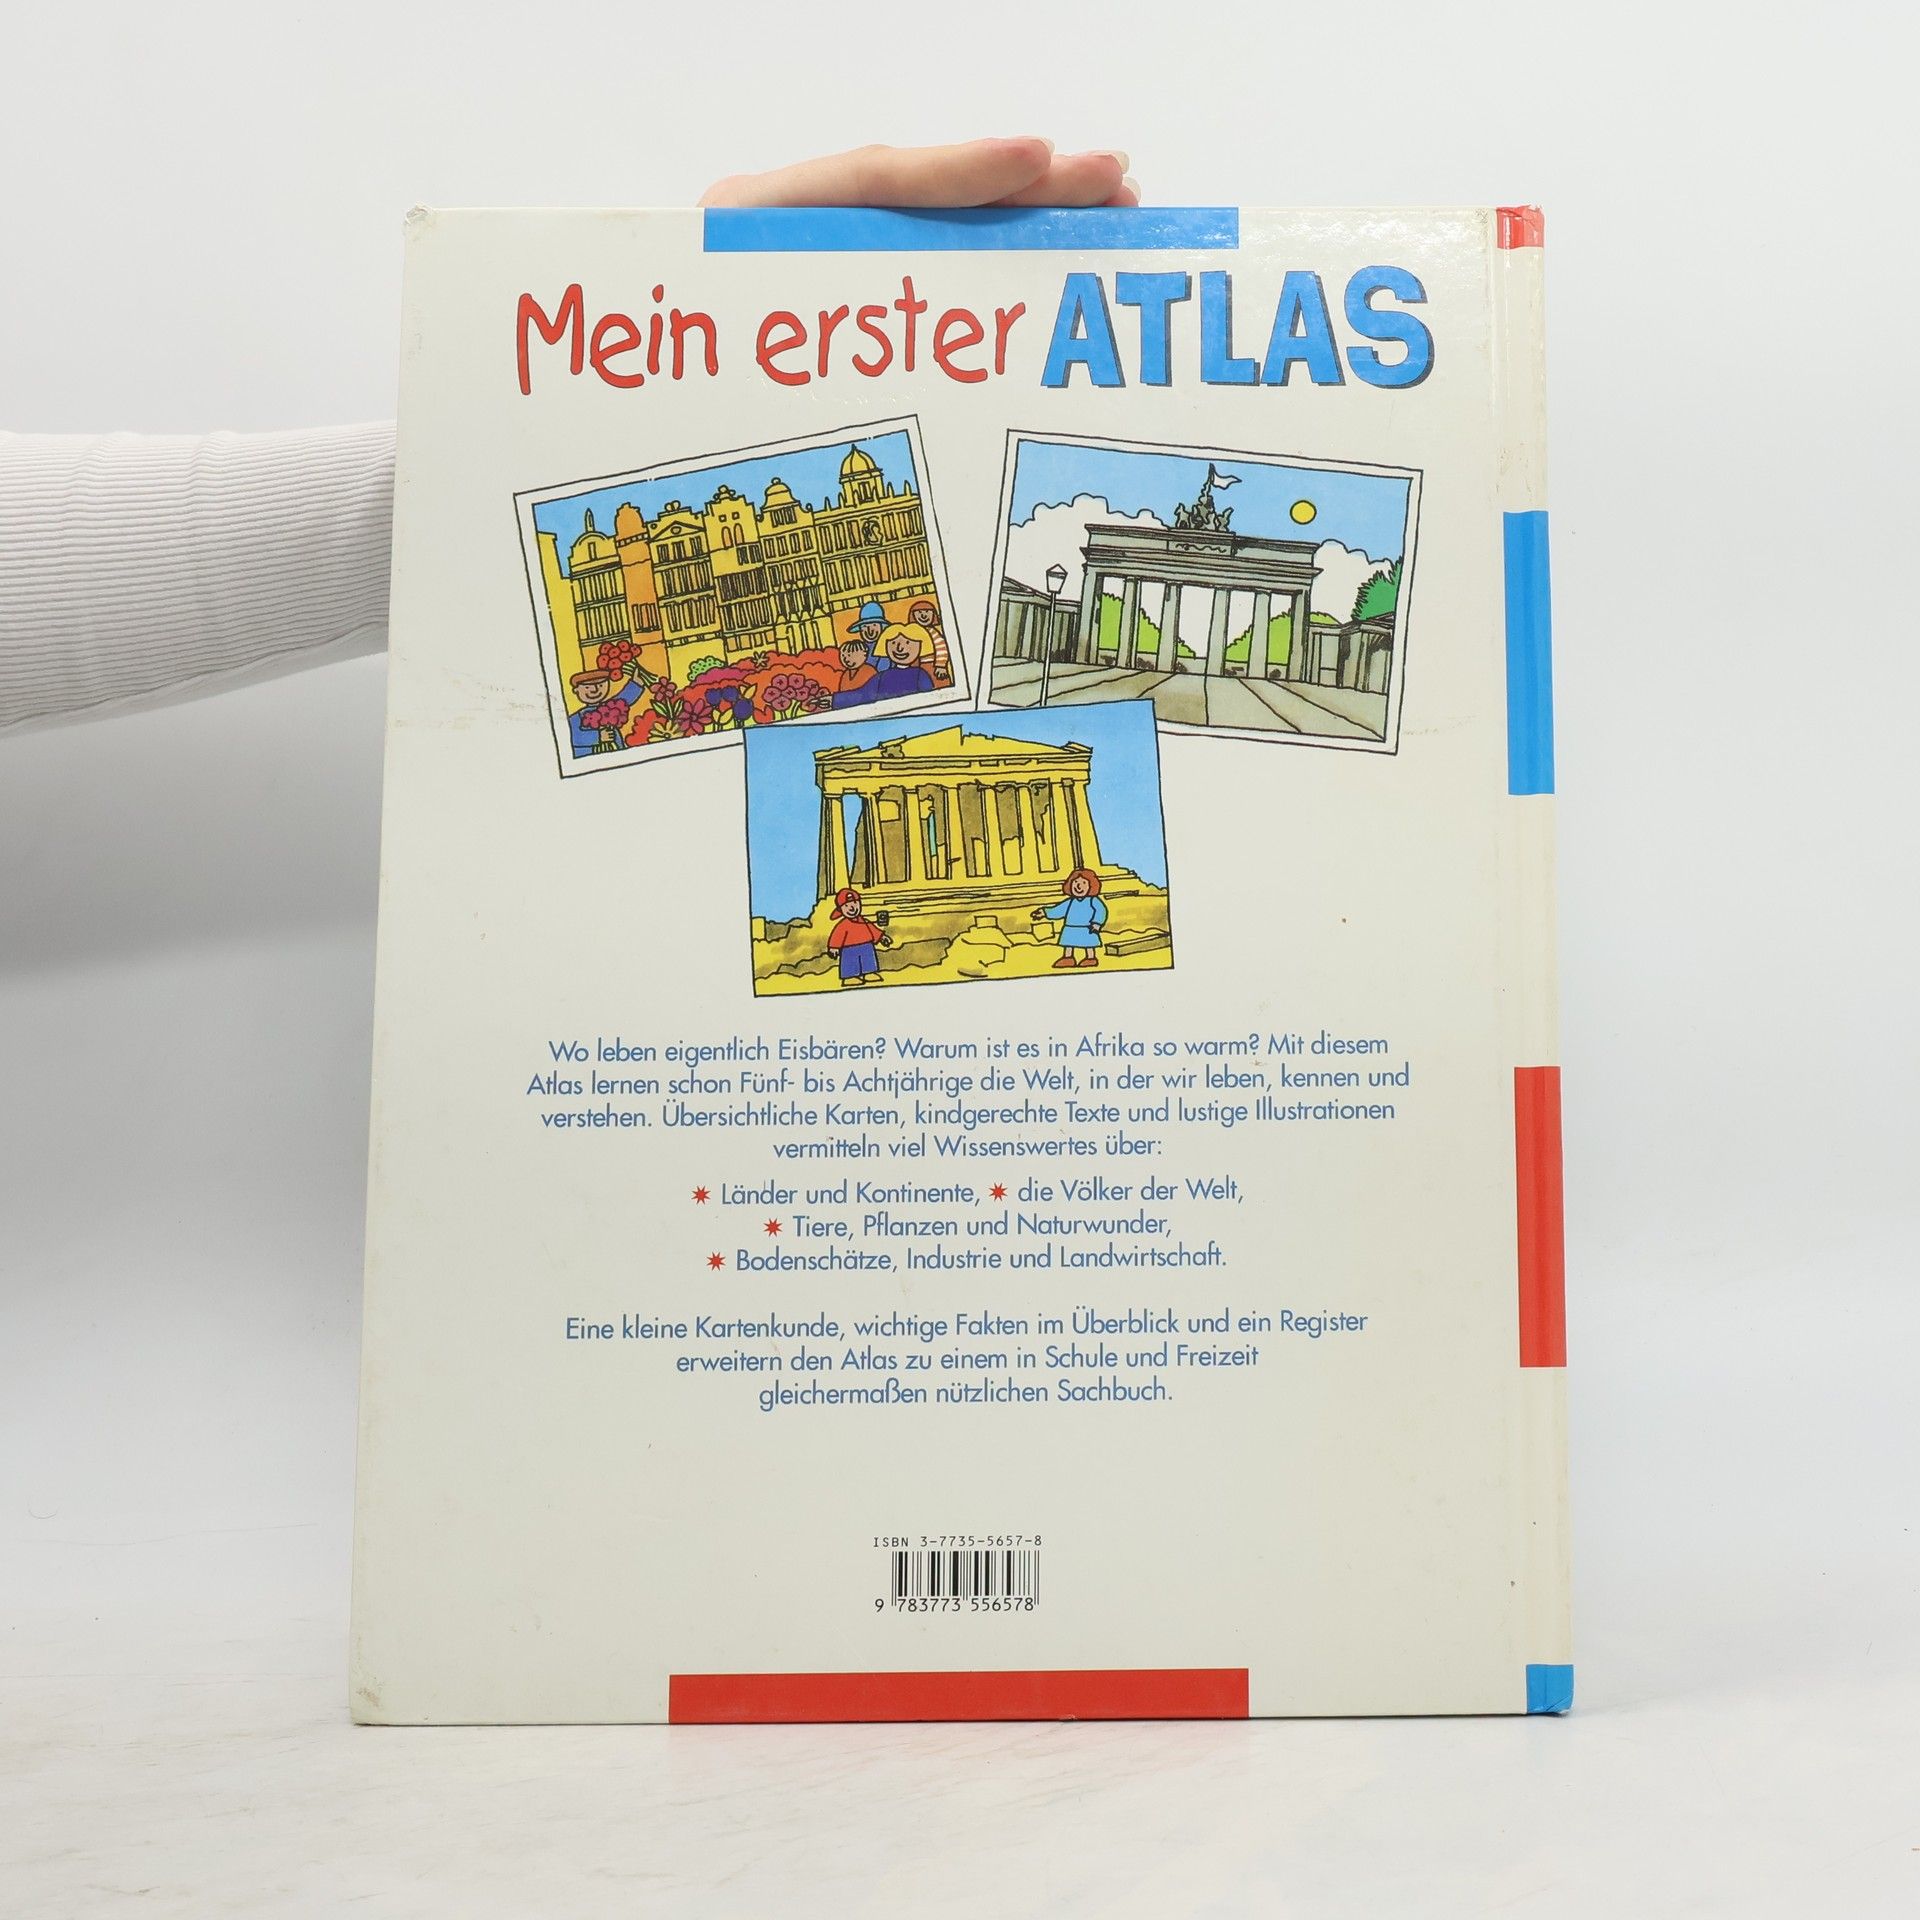 Mein erster ATLAS
Wo leben eigentlich Eisbären? Warum ist es in Afrika so warm? Mit diesem
Atlas lernen schon Fünf- bis Achtjährige die Welt, in der wir leben, kennen und
verstehen. Übersichtliche Karten, kindgerechte Texte und lustige Illustrationen
vermitteln viel Wissenswertes über:
✷ Länder und Kontinente, ✷ die Völker der Welt,
✷ Tiere, Pflanzen und Naturwunder,
✷ Bodenschätze, Industrie und Landwirtschaft.
Eine kleine Kartenkunde, wichtige Fakten im Überblick und ein Register
erweitern den Atlas zu einem in Schule und Freizeit
gleichermaßen nützlichen Sachbuch.
ISBN 3-7735-5657-8
9 783773 556578